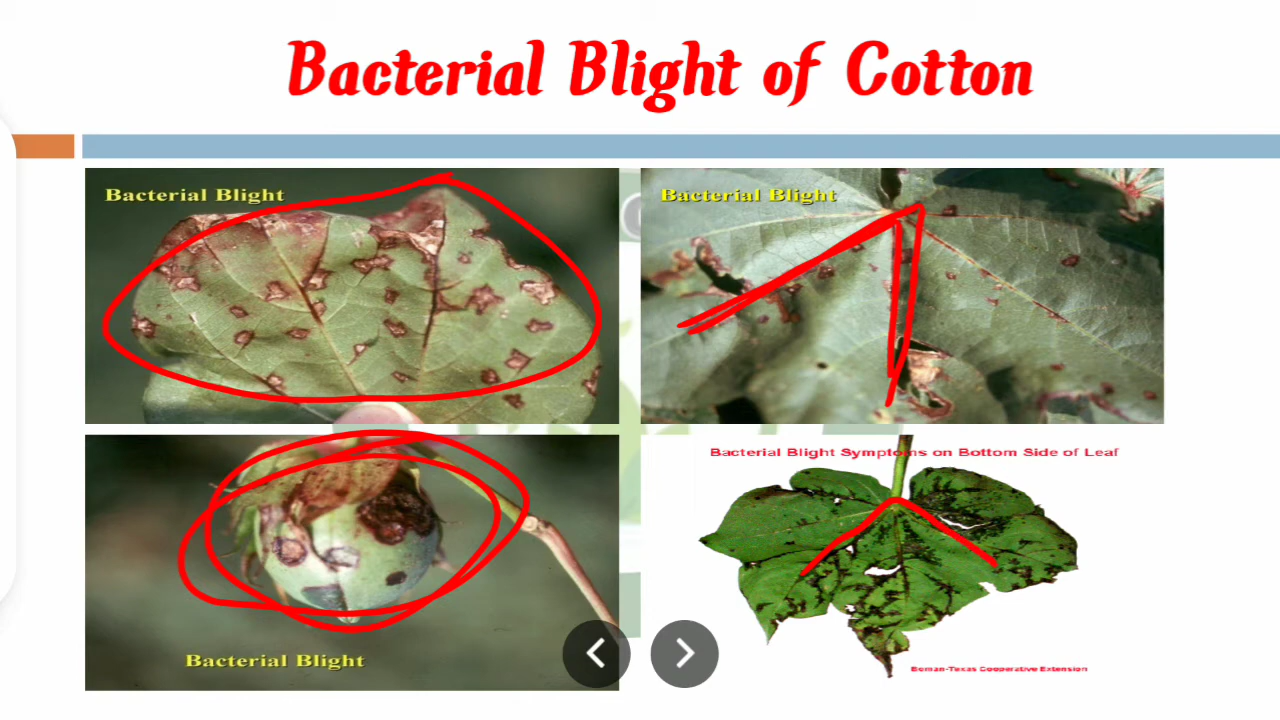 Bacterial Blight of Cotton
Bacterial Blight
Bacterial Blight
Bacterial Blight
Bacterial Blight Symptoms on Bottom Side of Leaf
Boman-Texas Cooperative Extension